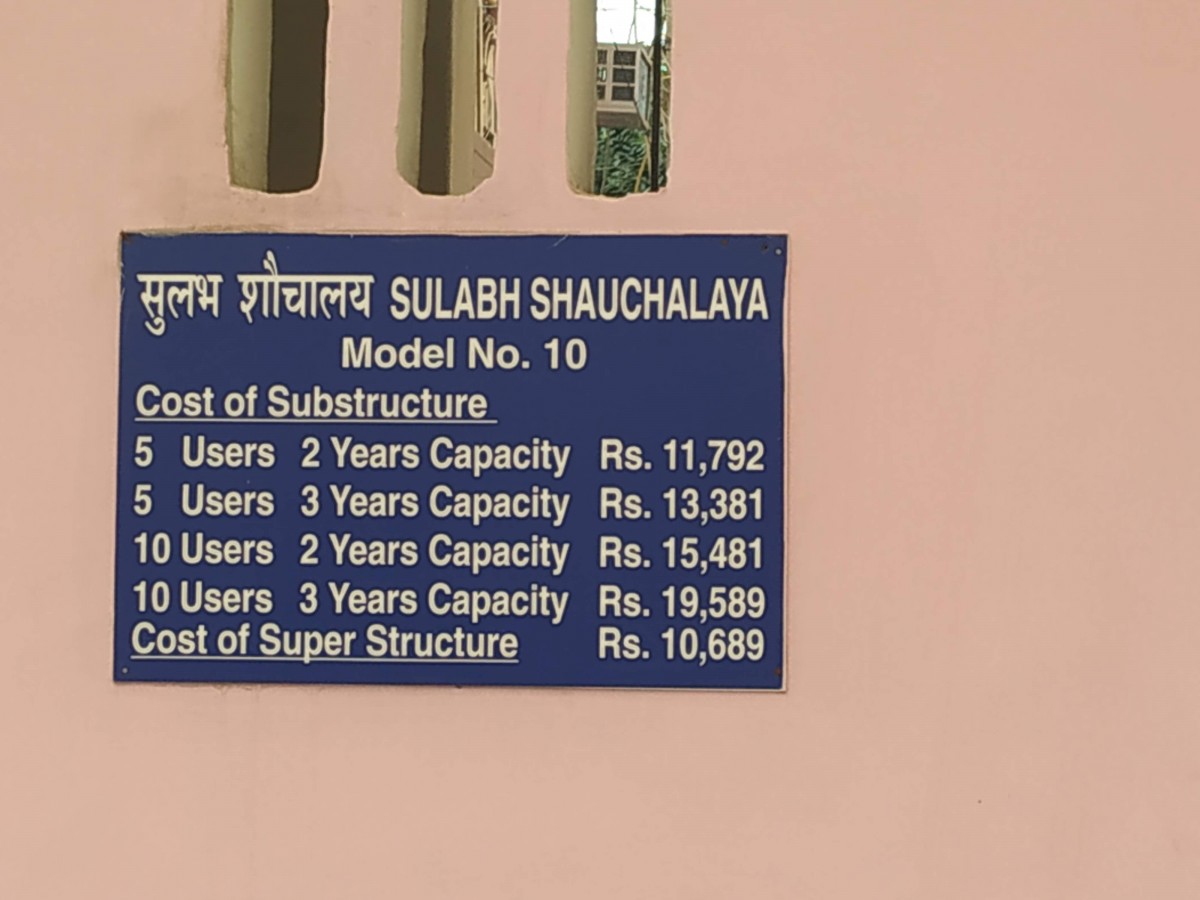 सुलभ शौचालय SULABH SHAUCHALAYA
Model No. 10
Cost of Substructure
5 Users 2 Years Capacity Rs. 11,792
5 Users 3 Years Capacity Rs. 13,381
10 Users 2 Years Capacity Rs. 15,481
10 Users 3 Years Capacity Rs. 19,589
Cost of Super Structure Rs. 10,689